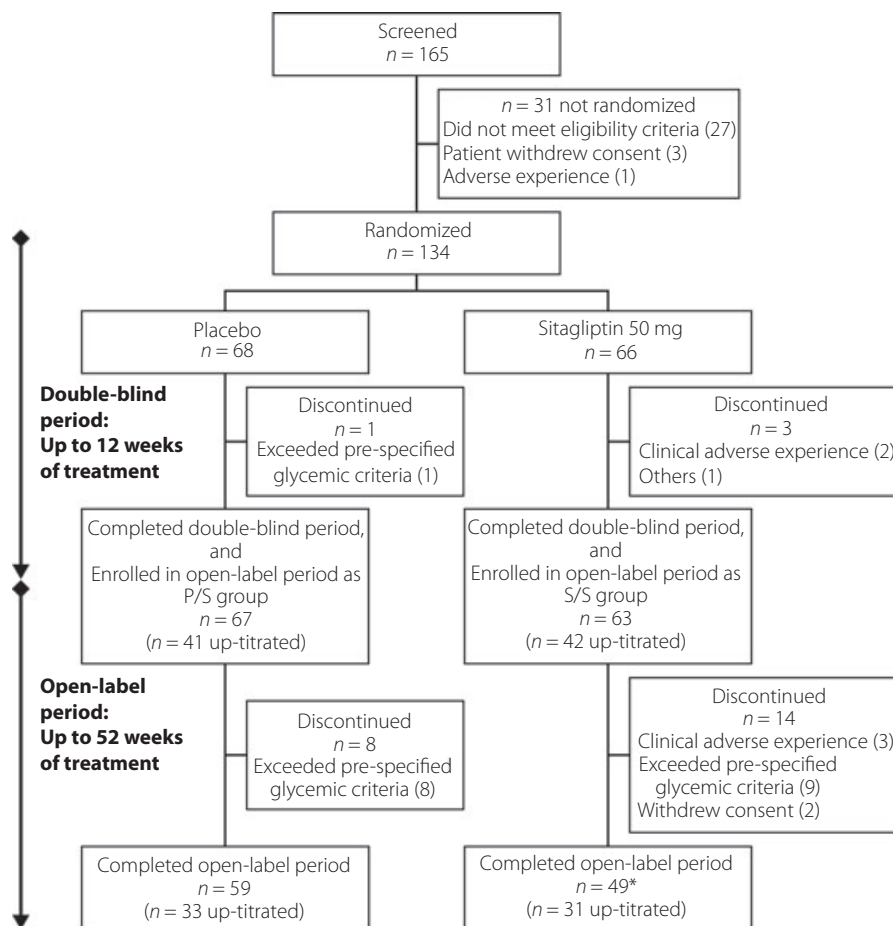 Screened
n = 165
n = 31 not randomized
Did not meet eligibility criteria (27)
Patient withdrew consent (3)
Adverse experience (1)
Randomized
n = 134
Placebo
n = 68
Sitagliptin 50 mg
n = 66
Double-blind
period:
Up to 12 weeks
of treatment
Discontinued
n = 1
Exceeded pre-specified
glycemic criteria (1)
Discontinued
n = 3
Clinical adverse experience (2)
Others (1)
Completed double-blind period,
and
Enrolled in open-label period as
P/S group
n = 67
(n = 41 up-titrated)
Completed double-blind period,
and
Enrolled in open-label period as
S/S group
n = 63
(n = 42 up-titrated)
Open-label
period:
Up to 52 weeks
of treatment
Discontinued
n = 8
Exceeded pre-specified
glycemic criteria (8)
Discontinued
n = 14
Clinical adverse experience (3)
Exceeded pre-specified
glycemic criteria (9)
Withdrew consent (2)
Completed open-label period
n = 59
(n = 33 up-titrated)
Completed open-label period
n = 49*
(n = 31 up-titrated)